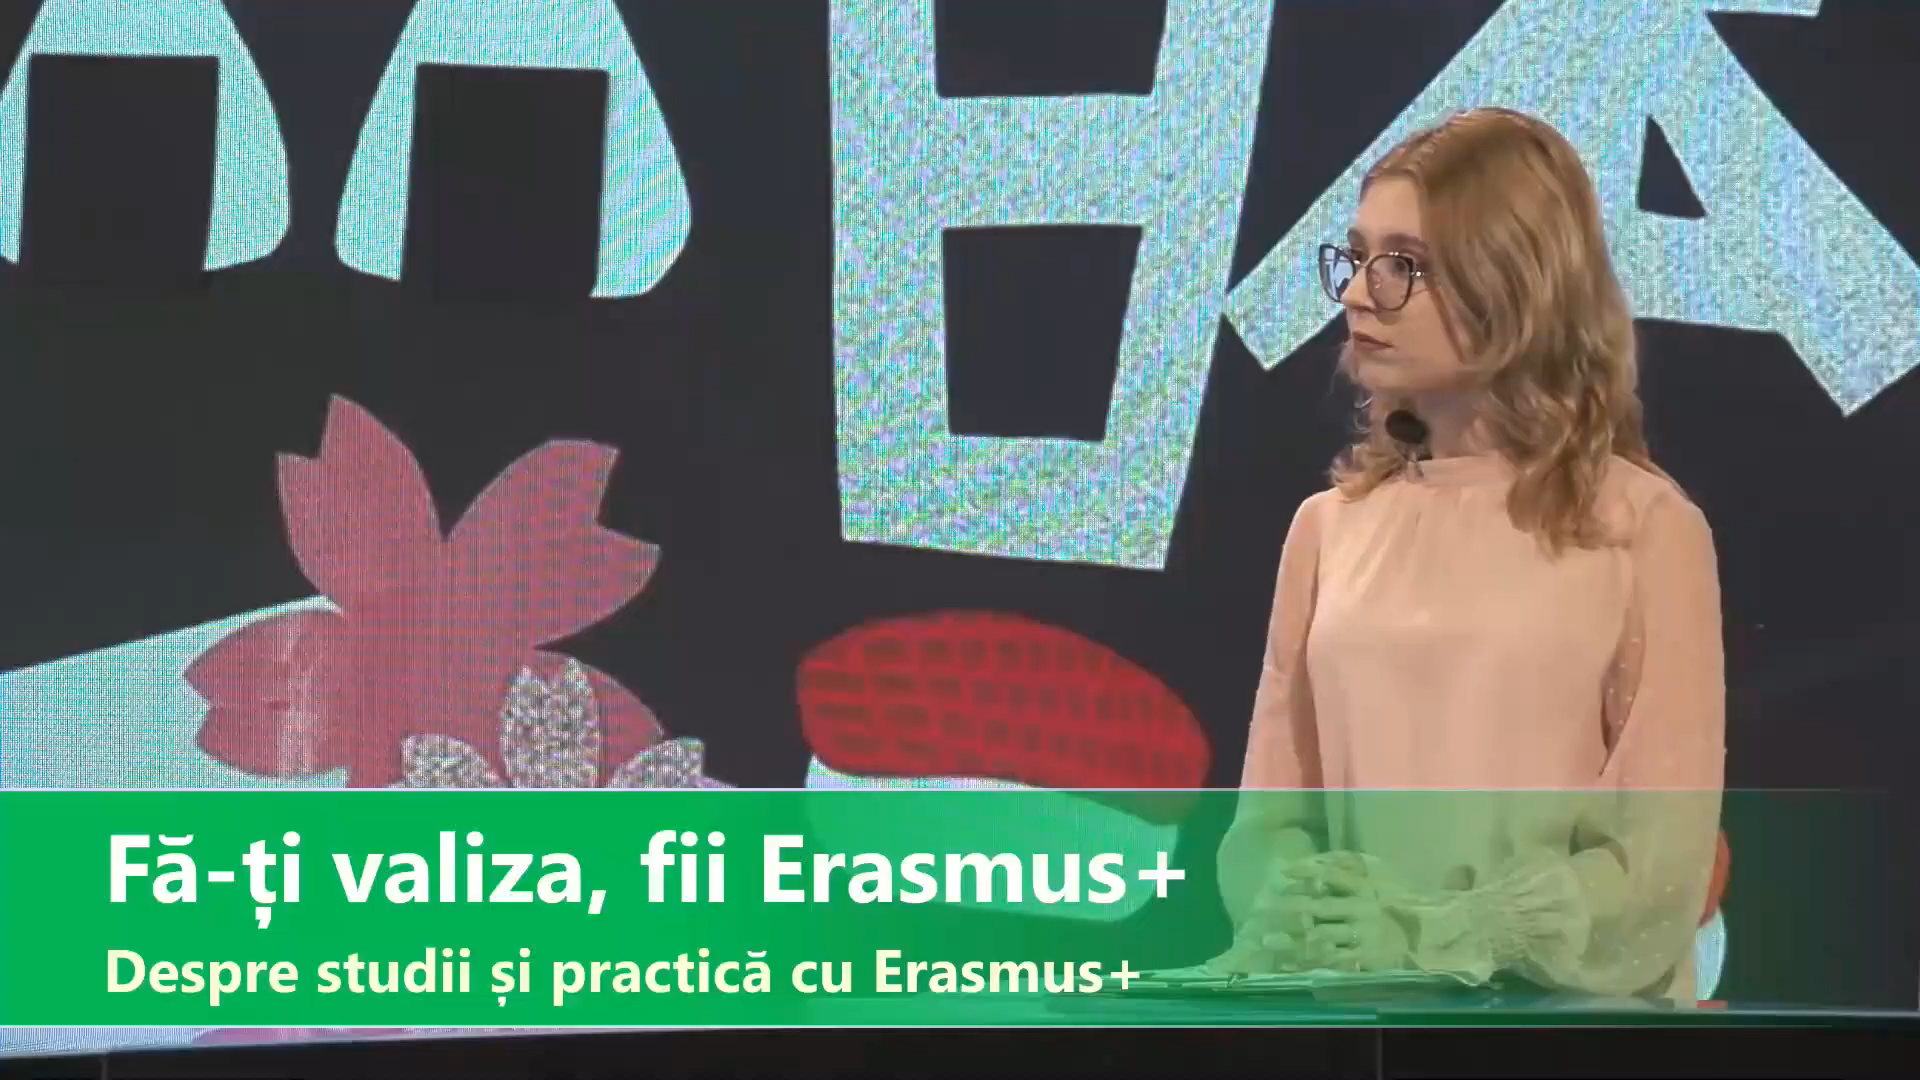 Fă-ți valiza, fii Erasmus+
Despre studii și practică cu Erasmus+